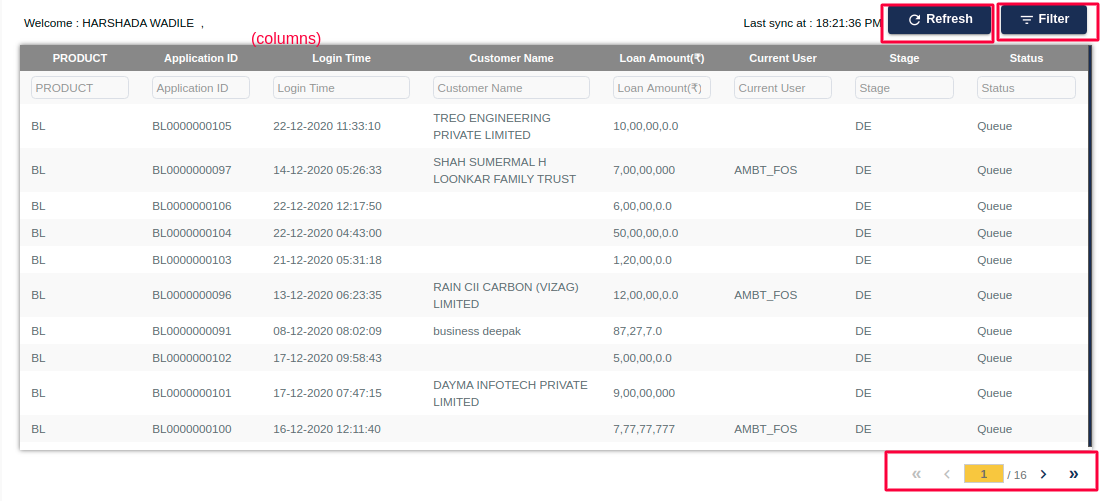 Welcome : HARSHADA WADILE ,
Last sync at : 18:21:36 PM
Refresh
Filter
(columns)
PRODUCT Application ID Login Time Customer Name Loan Amount(₹) Current User Stage Status
PRODUCT Application ID Login Time Customer Name Loan Amount(₹) Current User Stage Status
BL BL0000000105 22-12-2020 11:33:10 TREO ENGINEERING PRIVATE LIMITED 10,00,00,0.0 DE Queue
BL BL0000000097 14-12-2020 05:26:33 SHAH SUMERMAL H LOONKAR FAMILY TRUST 7,00,00,000 AMBT_FOS DE Queue
BL BL0000000106 22-12-2020 12:17:50 6,00,00,0.0 DE Queue
BL BL0000000104 22-12-2020 04:43:00 50,00,00,0.0 DE Queue
BL BL0000000103 21-12-2020 05:31:18 1,20,00,0.0 DE Queue
BL BL0000000096 13-12-2020 06:23:35 RAIN CII CARBON (VIZAG) LIMITED 12,00,00,0.0 AMBT_FOS DE Queue
BL BL0000000091 08-12-2020 08:02:09 business deepak 87,27,7.0 DE Queue
BL BL0000000102 17-12-2020 09:58:43 5,00,00,0.0 DE Queue
BL BL0000000101 17-12-2020 07:47:15 DAYMA INFOTECH PRIVATE LIMITED 9,00,00,000 DE Queue
BL BL0000000100 16-12-2020 12:11:40 7,77,77,777 AMBT_FOS DE Queue
« ‹ 1 / 16 › »